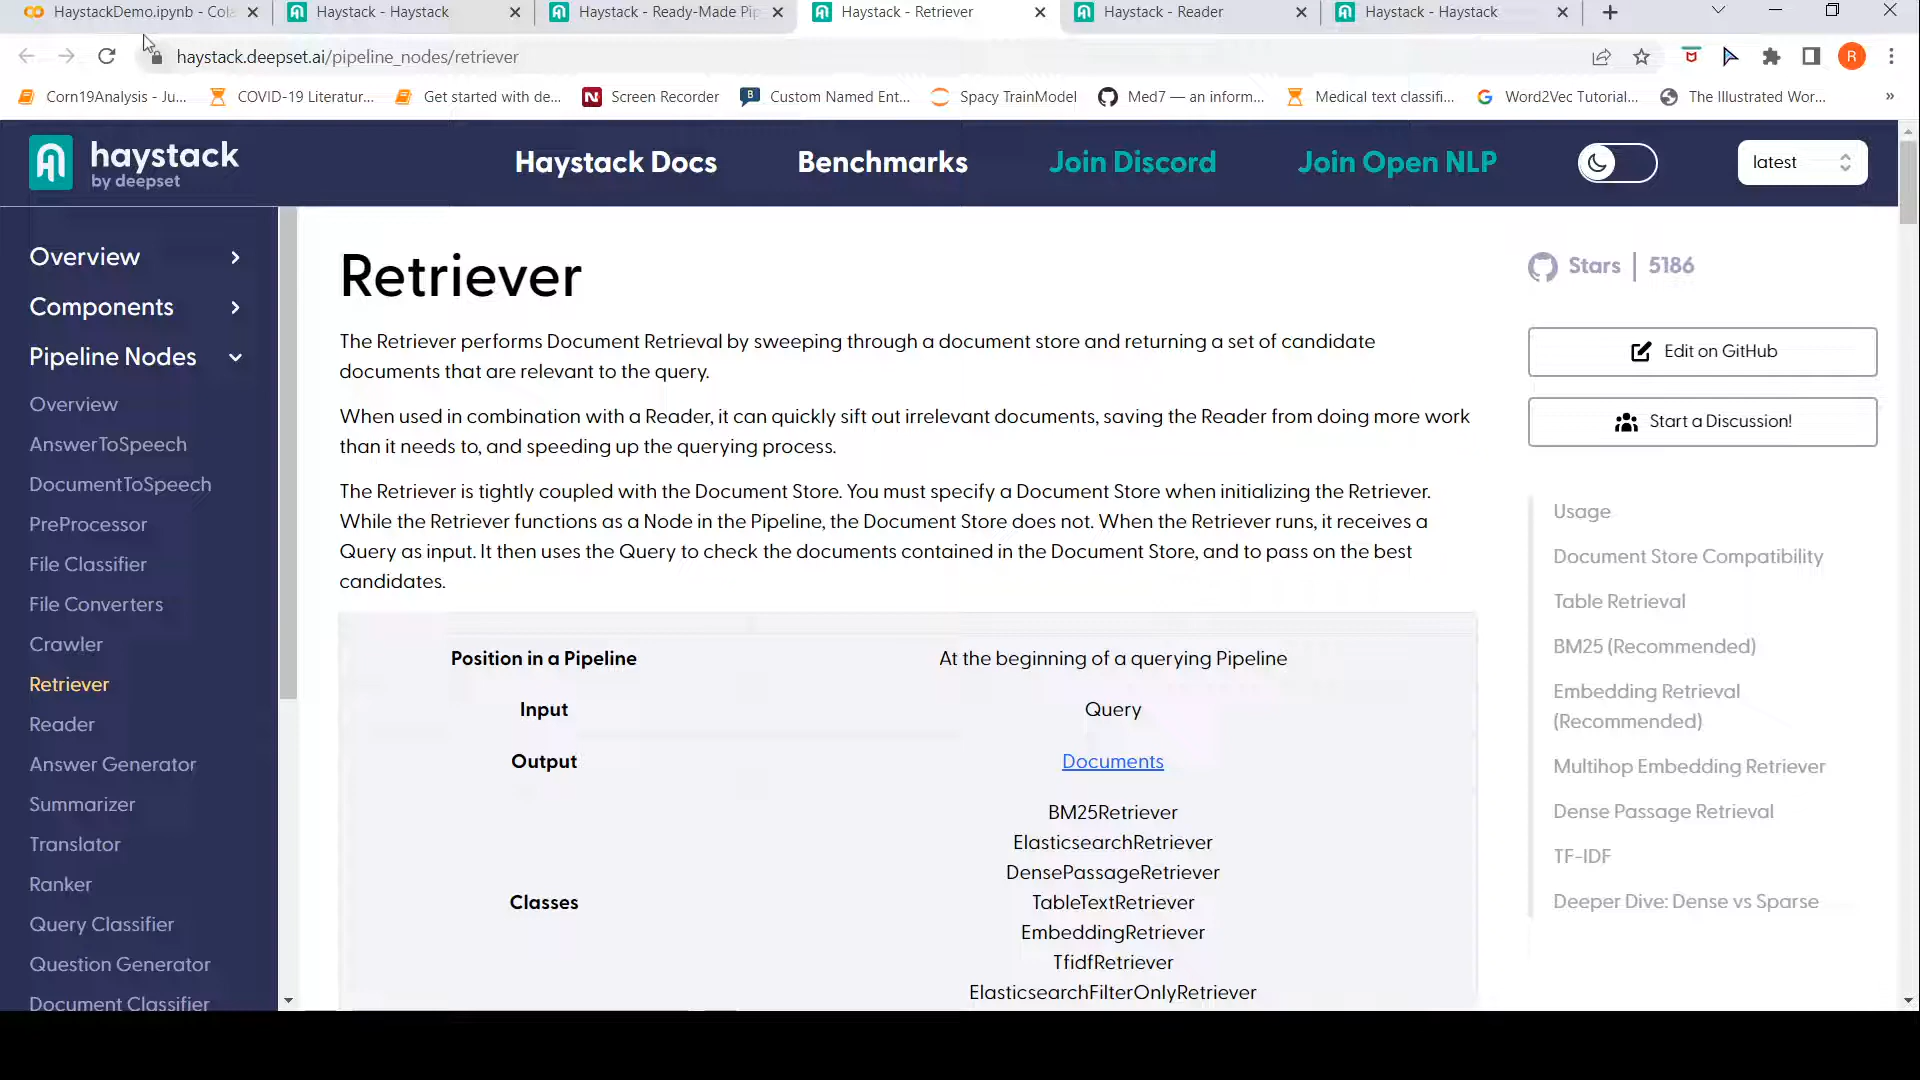 HaystackDemo.ipynb - Cola
Haystack - Haystack
Haystack - Ready-Made Pip
Haystack - Retriever
Haystack - Reader
Haystack - Haystack
haystack.deepset.ai/pipeline_nodes/retriever
R
Corn19Analysis - Ju...
COVID-19 Literatur...
Get started with de...
N
Screen Recorder
B
Custom Named Ent...
Spacy TrainModel
Med7 — an inform...
Medical text classifi...
Word2Vec Tutorial...
The Illustrated Wor...
»
haystack
by deepset
Haystack Docs
Benchmarks
Join Discord
Join Open NLP
latest
Overview
Components
Pipeline Nodes
Overview
AnswerToSpeech
DocumentToSpeech
PreProcessor
File Classifier
File Converters
Crawler
Retriever
Reader
Answer Generator
Summarizer
Translator
Ranker
Query Classifier
Question Generator
Document Classifier
Retriever
The Retriever performs Document Retrieval by sweeping through a document store and returning a set of candidate
documents that are relevant to the query.
When used in combination with a Reader, it can quickly sift out irrelevant documents, saving the Reader from doing more work
than it needs to, and speeding up the querying process.
The Retriever is tightly coupled with the Document Store. You must specify a Document Store when initializing the Retriever.
While the Retriever functions as a Node in the Pipeline, the Document Store does not. When the Retriever runs, it receives a
Query as input. It then uses the Query to check the documents contained in the Document Store, and to pass on the best
candidates.
Position in a Pipeline
At the beginning of a querying Pipeline
Input
Query
Output
Documents
Classes
BM25Retriever
ElasticsearchRetriever
DensePassageRetriever
TableTextRetriever
EmbeddingRetriever
TfidfRetriever
ElasticsearchFilterOnlyRetriever
Stars | 5186
Edit on GitHub
Start a Discussion!
Usage
Document Store Compatibility
Table Retrieval
BM25 (Recommended)
Embedding Retrieval
(Recommended)
Multihop Embedding Retriever
Dense Passage Retrieval
TF-IDF
Deeper Dive: Dense vs Sparse